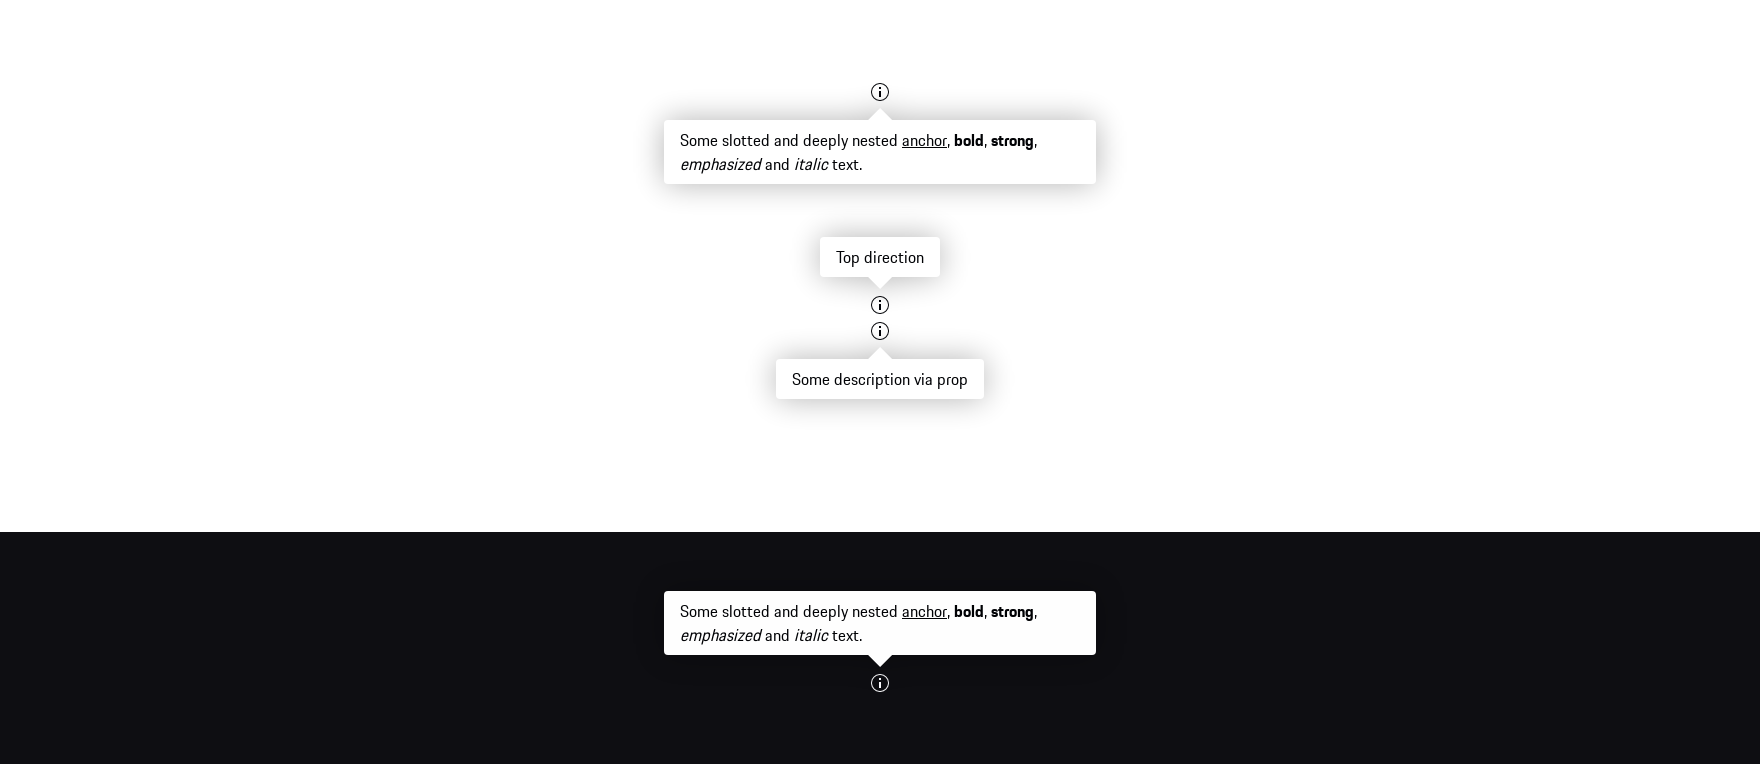 Some slotted and deeply nested anchor, bold, strong,
emphasized and italic text.
Top direction
Some description via prop
Some slotted and deeply nested anchor, bold, strong,
emphasized and italic text.